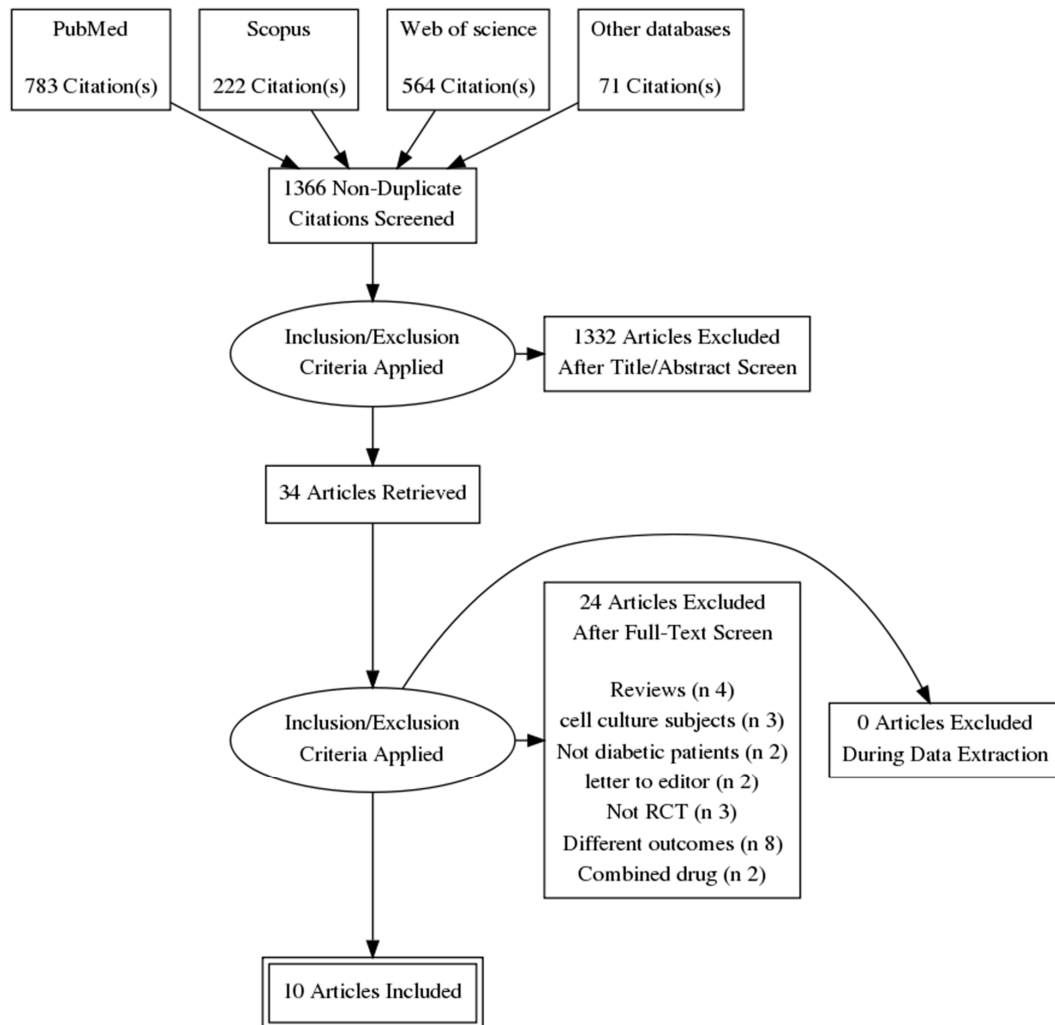 PubMed
783 Citation(s)
Scopus
222 Citation(s)
Web of science
564 Citation(s)
Other databases
71 Citation(s)
1366 Non-Duplicate
Citations Screened
Inclusion/Exclusion
Criteria Applied
1332 Articles Excluded
After Title/Abstract Screen
34 Articles Retrieved
24 Articles Excluded
After Full-Text Screen
Reviews (n 4)
cell culture subjects (n 3)
Not diabetic patients (n 2)
letter to editor (n 2)
Not RCT (n 3)
Different outcomes (n 8)
Combined drug (n 2)
Inclusion/Exclusion
Criteria Applied
0 Articles Excluded
During Data Extraction
10 Articles Included